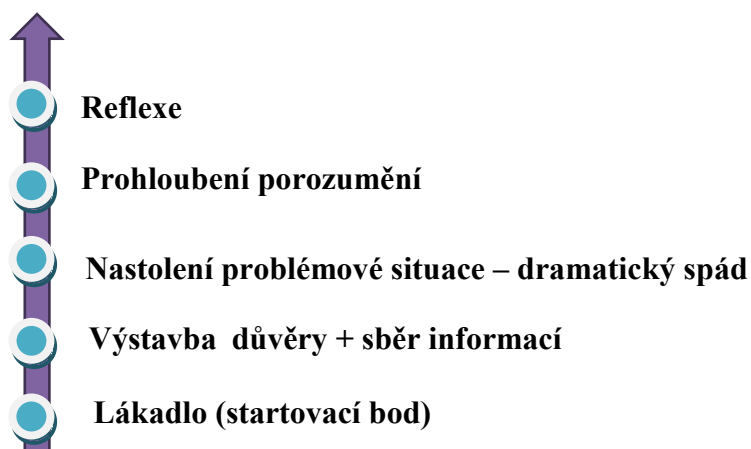 Reflexe
Prohloubení porozumění
Nastolení problémové situace – dramatický spád
Výstavba důvěry + sběr informací
Lákadlo (startovací bod)